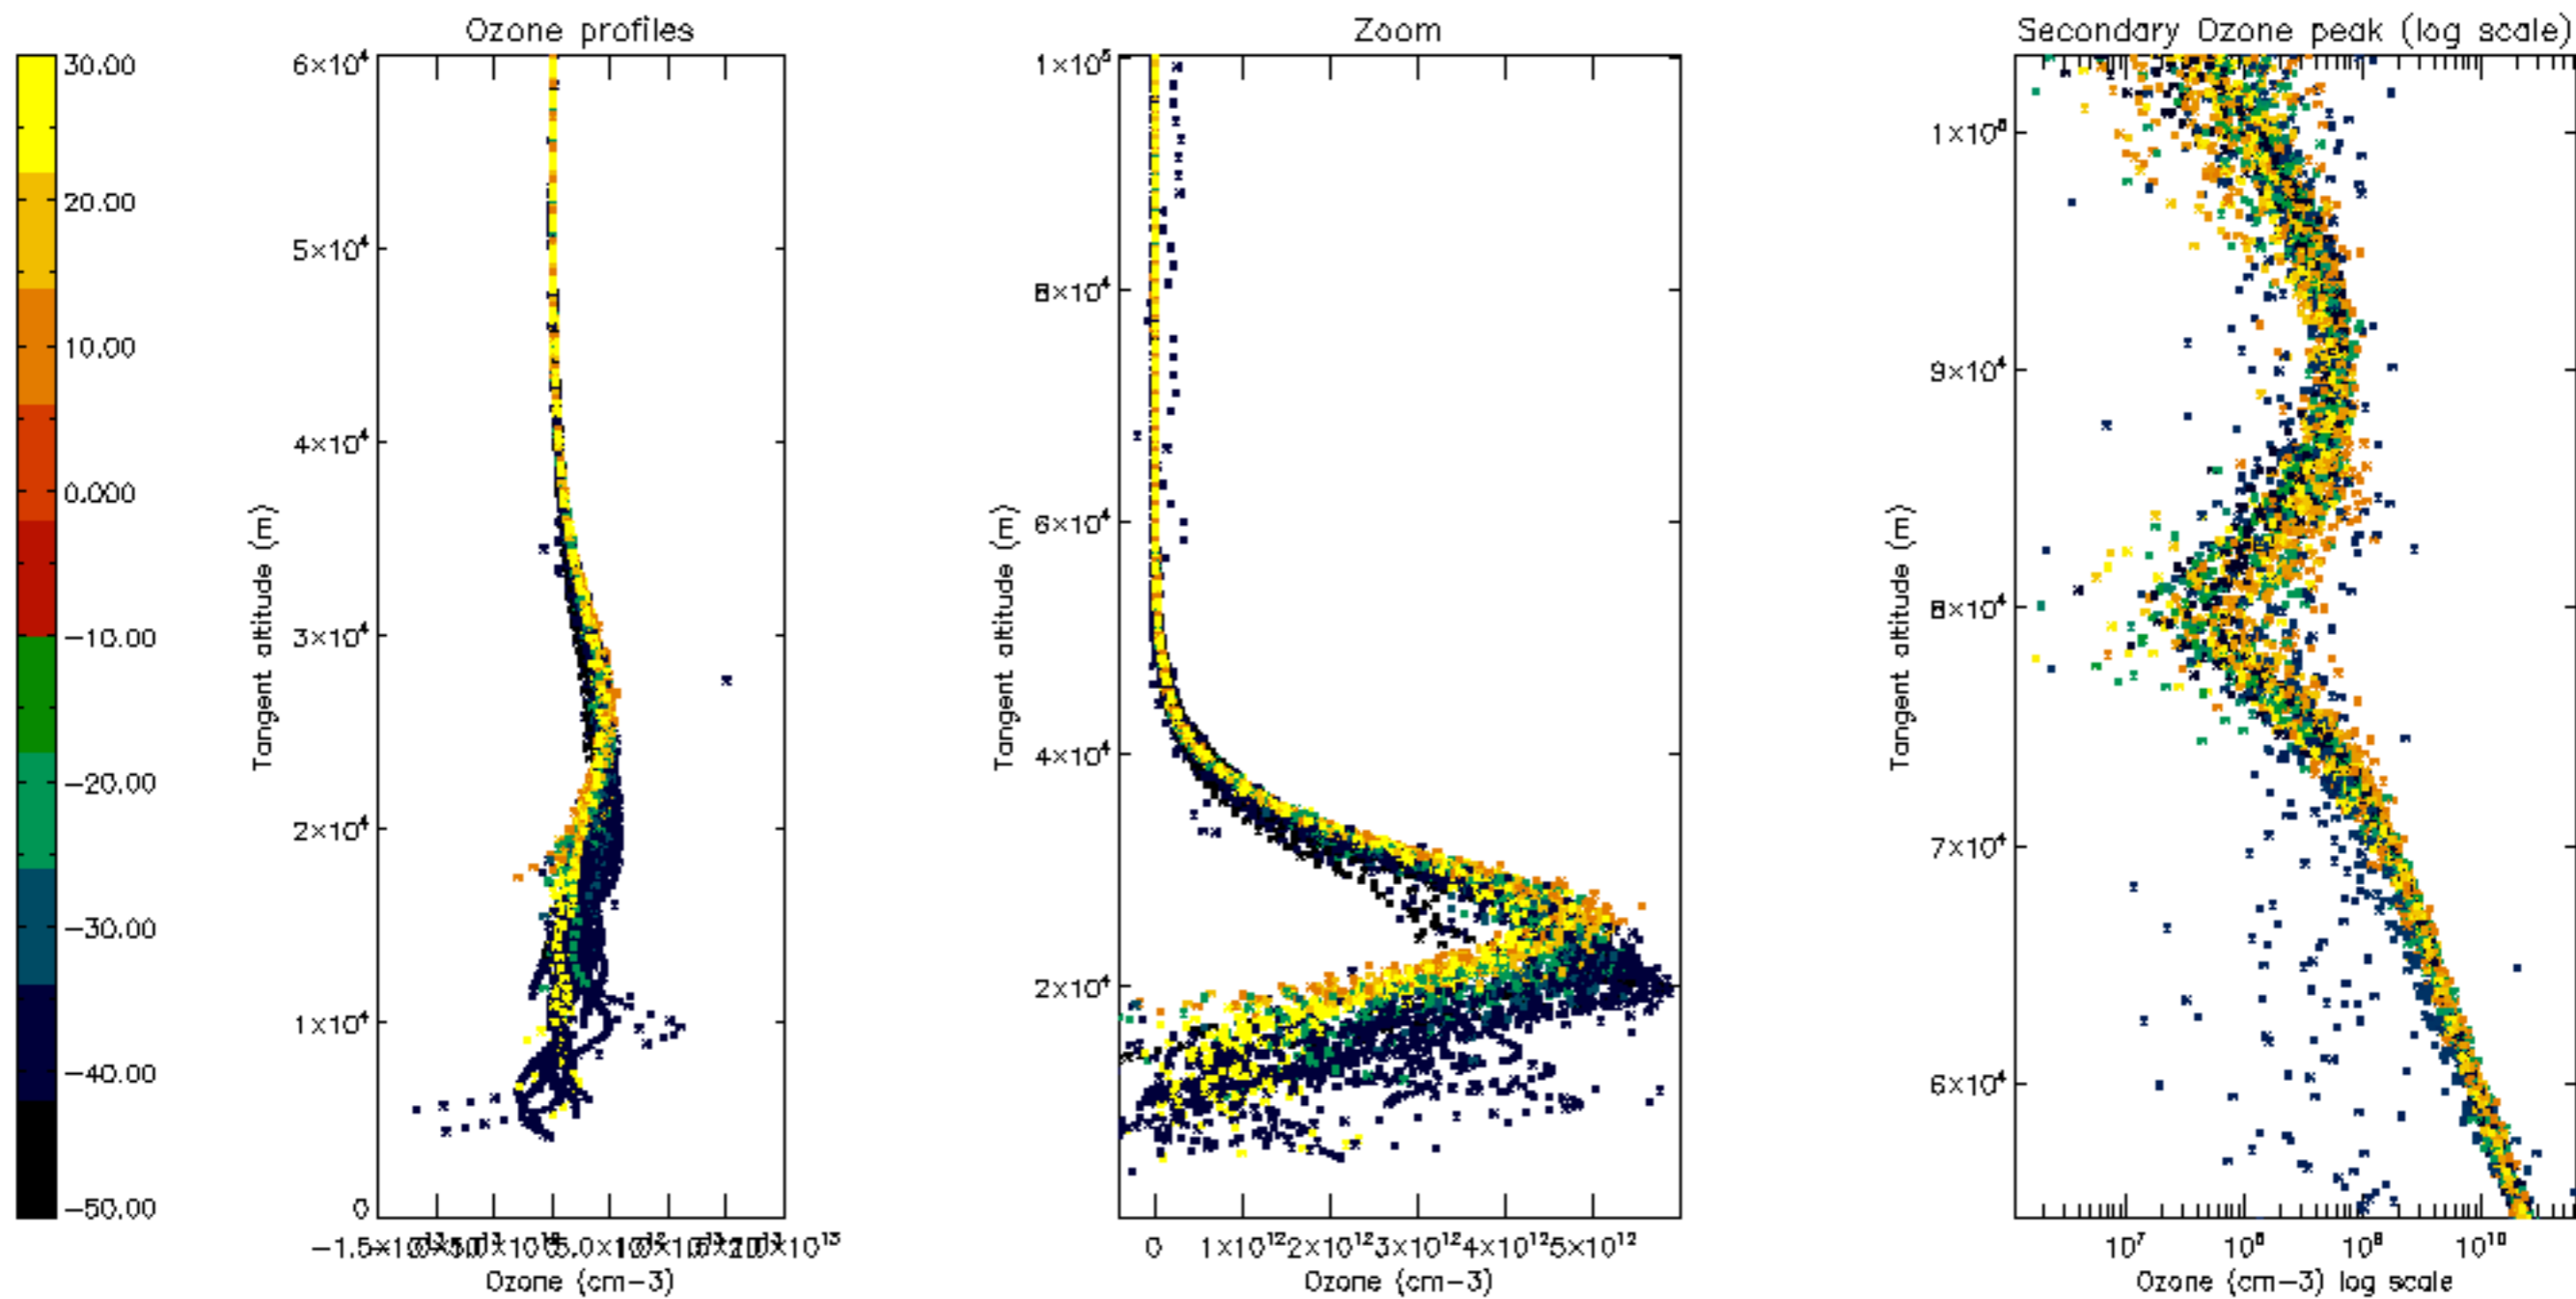 Ozone profiles
Zoom
Secondary Ozone peak (log scale)
30.00
20.00
10.00
0.000
−10.00
−20.00
−30.00
−40.00
−50.00
6×10⁴
5×10⁴
4×10⁴
3×10⁴
2×10⁴
1×10⁴
0
Tangent altitude (m)
Ozone (cm−3)
1×10⁵
8×10⁴
6×10⁴
4×10⁴
2×10⁴
Tangent altitude (m)
0 1×10¹² 2×10¹² 3×10¹² 4×10¹² 5×10¹²
Ozone (cm−3)
9×10⁴
8×10⁴
7×10⁴
6×10⁴
Tangent altitude (m)
10⁷ 10⁸ 10⁹ 10¹⁰
Ozone (cm−3) log scale